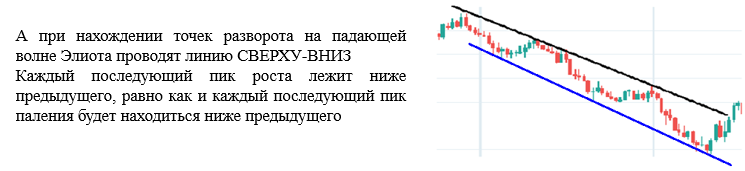 А при нахождении точек разворота на падающей
волне Элиота проводят линию СВЕРХУ-ВНИЗ
Каждый последующий пик роста лежит ниже
предыдущего, равно как и каждый последующий пик
паления будет находиться ниже предыдущего